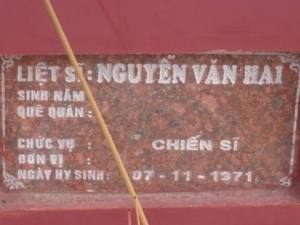 LIỆT SĨ : NGUYỄN VĂN HAI
SINH NĂM :
QUÊ QUÁN :
CHỨC VỤ : CHIẾN SĨ
ĐƠN VỊ :
NGÀY HY SINH: 07-11-1971